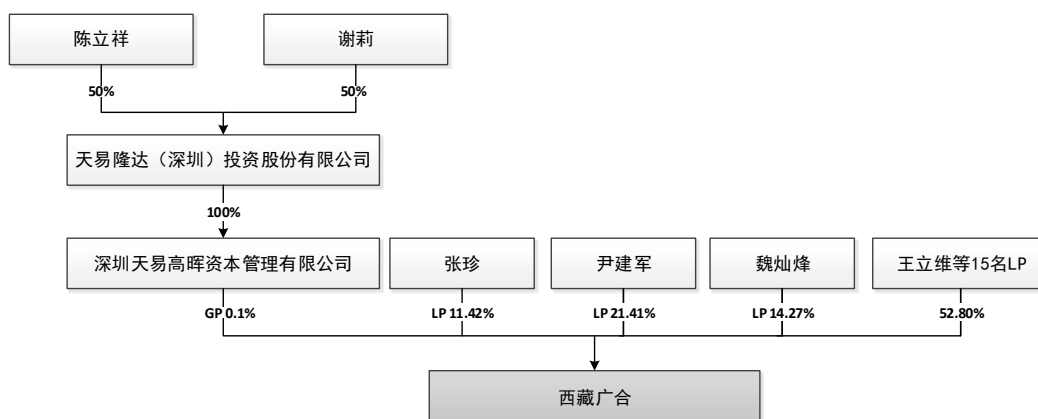 陈立祥
谢莉
50%
50%
天易隆达（深圳）投资股份有限公司
100%
深圳天易高晖资本管理有限公司
张珍
尹建军
魏灿烽
王立维等15名LP
GP 0.1%
LP 11.42%
LP 21.41%
LP 14.27%
52.80%
西藏广合